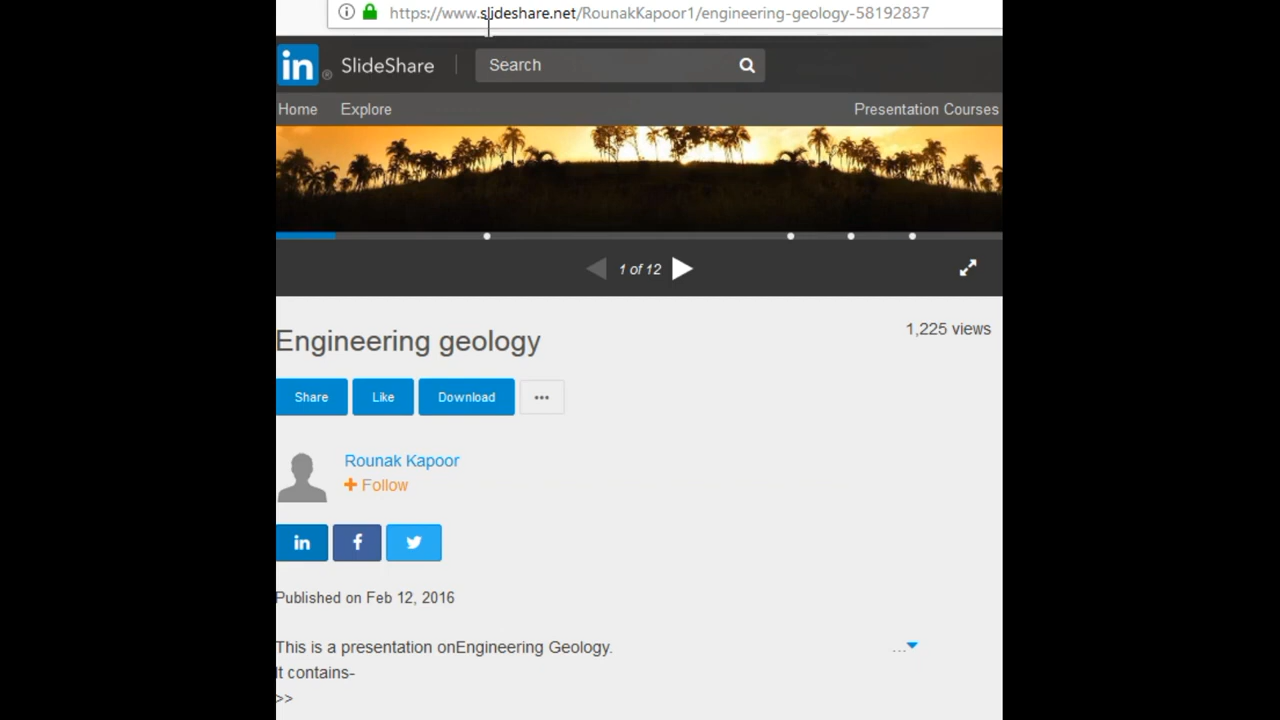 https://www.slideshare.net/RounakKapoor1/engineering-geology-58192837
in ® SlideShare Search
Home Explore Presentation Courses
1 of 12
Engineering geology 1,225 views
Share Like Download ...
Rounak Kapoor
+ Follow
in f
Published on Feb 12, 2016
This is a presentation onEngineering Geology. ...
It contains-
>>